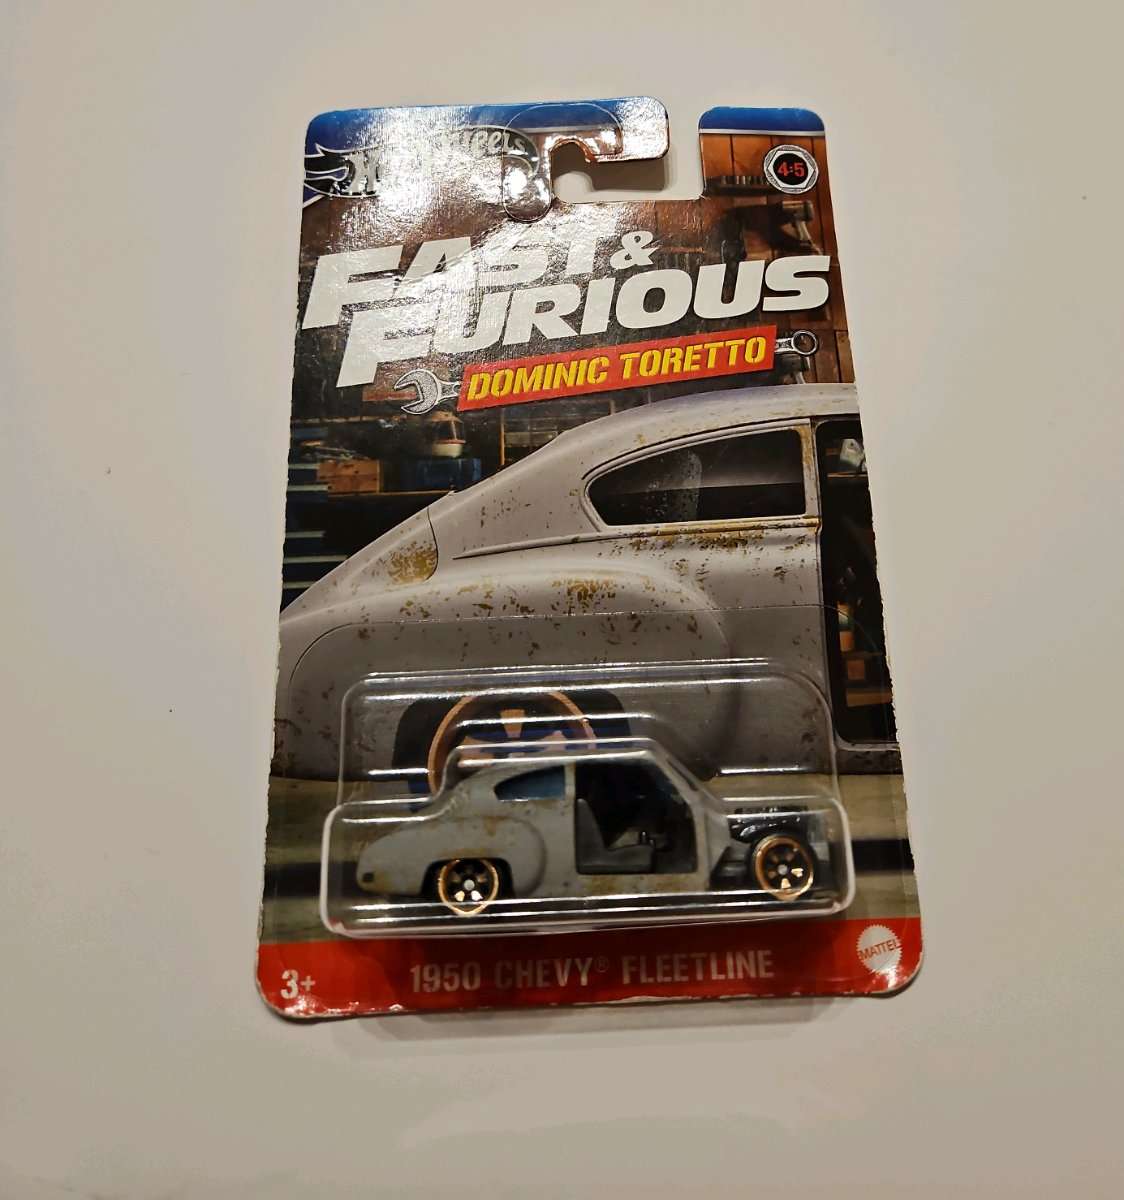 Hot Wheels
4:5
FAST &
FURIOUS
DOMINIC TORETTO
3+
1950 CHEVY® FLEETLINE
MATTEL